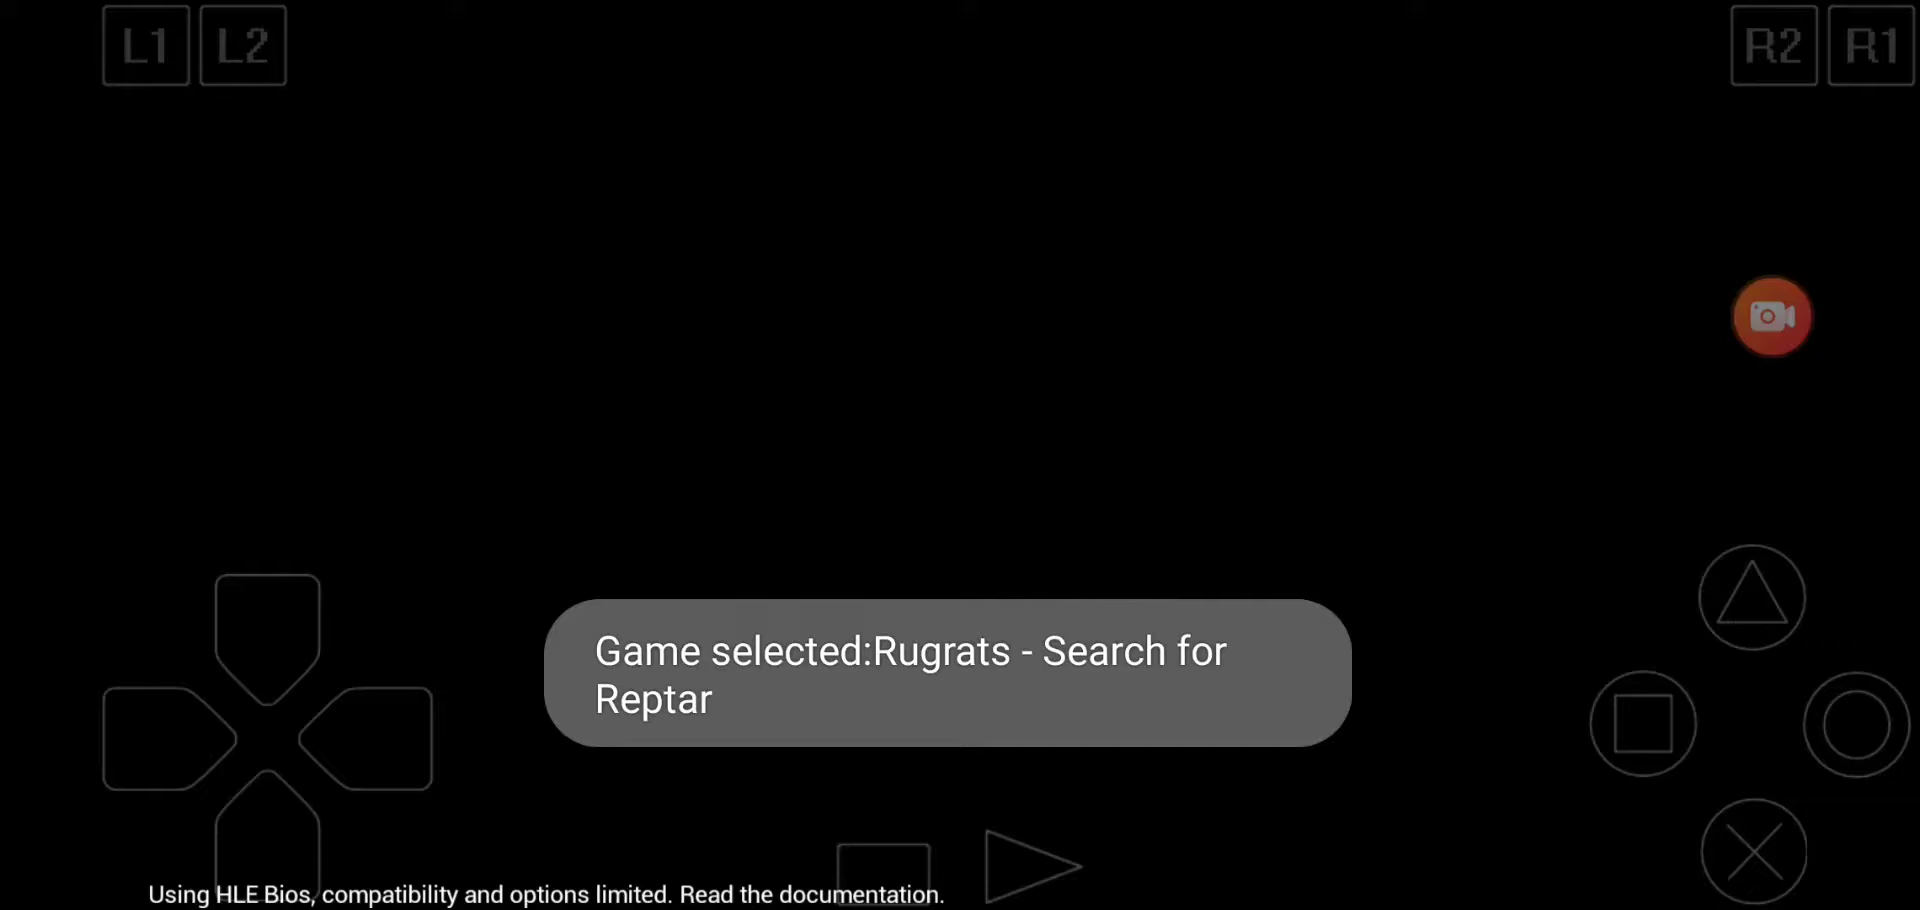 L1 L2 R2 R1
Game selected:Rugrats - Search for
Reptar
Using HLE Bios, compatibility and options limited. Read the documentation.